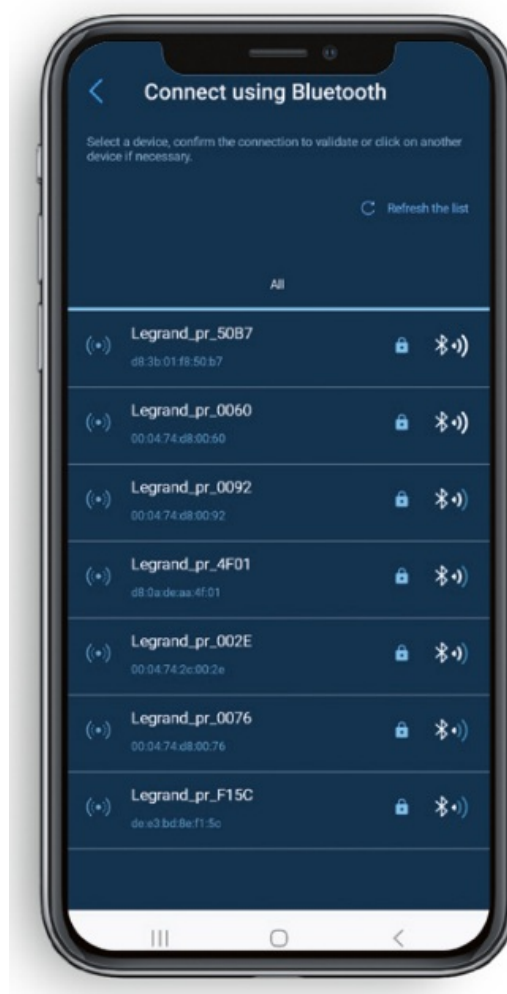 Connect using Bluetooth
Select a device, confirm the connection to validate or click on another
device if necessary.
Refresh the list
All
Legrand_pr_50B7
d8:3b:01:f8:50:b7
Legrand_pr_0060
00:04:74:d8:00:60
Legrand_pr_0092
00:04:74:d8:00:92
Legrand_pr_4F01
d8:0a:de:aa:4f:01
Legrand_pr_002E
00:04:74:2c:00:2e
Legrand_pr_0076
00:04:74:d8:00:76
Legrand_pr_F15C
de:e3:bd:8e:f1:5c